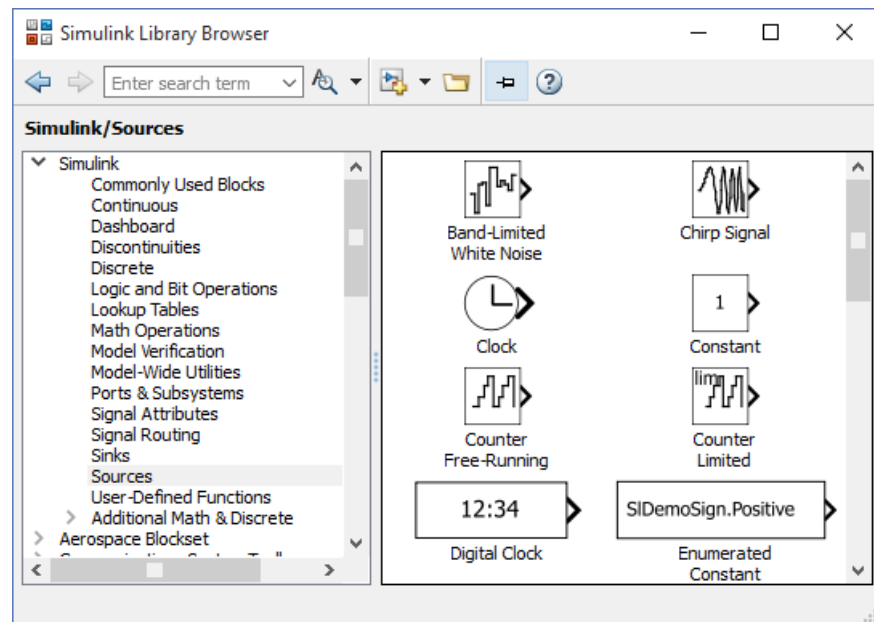 Simulink Library Browser
Enter search term
Simulink/Sources
Simulink
Commonly Used Blocks
Continuous
Dashboard
Discontinuities
Discrete
Logic and Bit Operations
Lookup Tables
Math Operations
Model Verification
Model-Wide Utilities
Ports & Subsystems
Signal Attributes
Signal Routing
Sinks
Sources
User-Defined Functions
Additional Math & Discrete
Aerospace Blockset
Band-Limited
White Noise
Chirp Signal
Clock
1
Constant
Counter
Free-Running
lim
Counter
Limited
12:34
Digital Clock
SlDemoSign.Positive
Enumerated
Constant